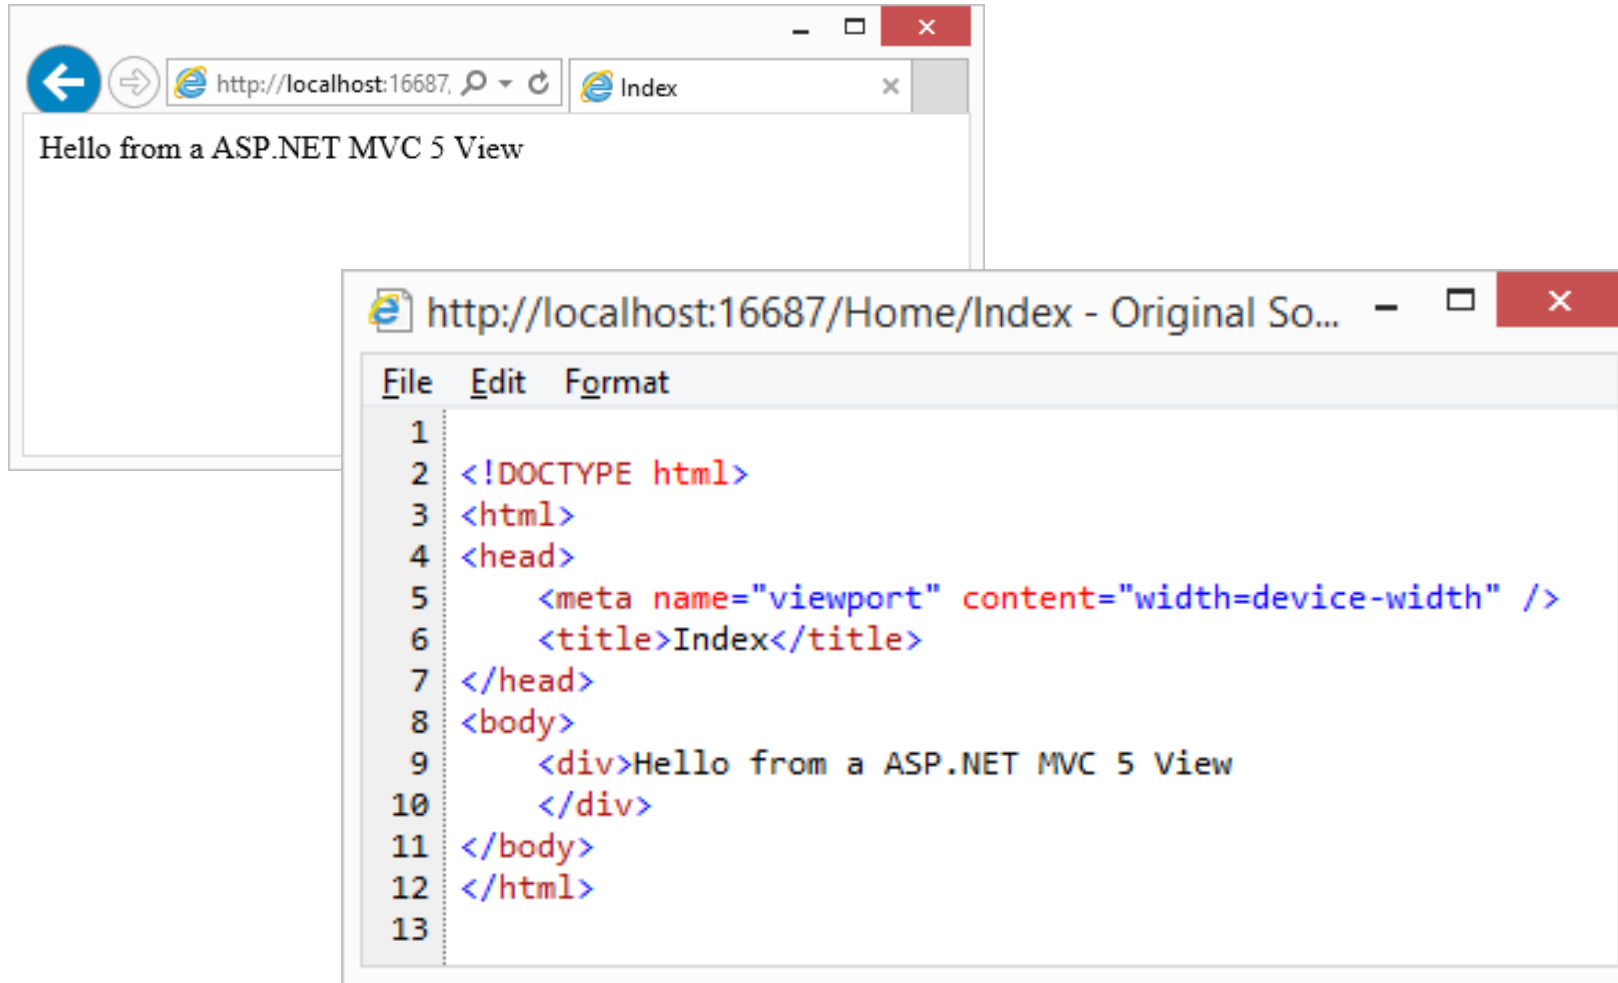 http://localhost:16687,
Index
Hello from a ASP.NET MVC 5 View
http://localhost:16687/Home/Index - Original So...
File Edit Format
1
2 <!DOCTYPE html>
3 <html>
4 <head>
5     <meta name="viewport" content="width=device-width" />
6     <title>Index</title>
7 </head>
8 <body>
9     <div>Hello from a ASP.NET MVC 5 View
10     </div>
11 </body>
12 </html>
13